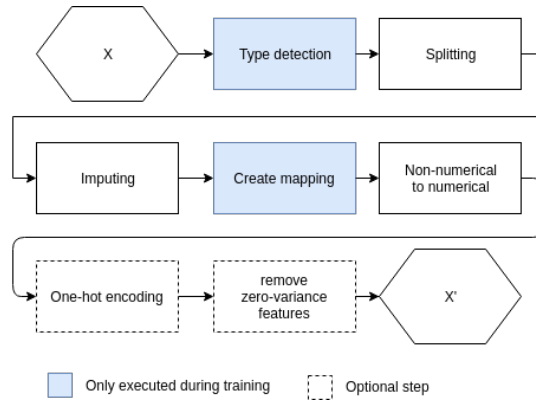 X
Type detection
Splitting
Imputing
Create mapping
Non-numerical
to numerical
One-hot encoding
remove
zero-variance
features
X'
Only executed during training
Optional step